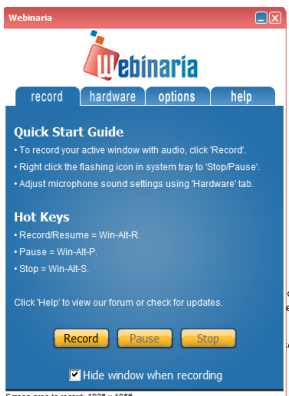 Webinaria
Webinaria
record hardware options help
Quick Start Guide
• To record your active window with audio, click 'Record'.
• Right click the flashing icon in system tray to 'Stop/Pause'.
• Adjust microphone sound settings using 'Hardware' tab.
Hot Keys
• Record/Resume = Win-Alt-R.
• Pause = Win-Alt-P.
• Stop = Win-Alt-S.
Click 'Help' to view our forum or check for updates.
Record Pause Stop
Hide window when recording